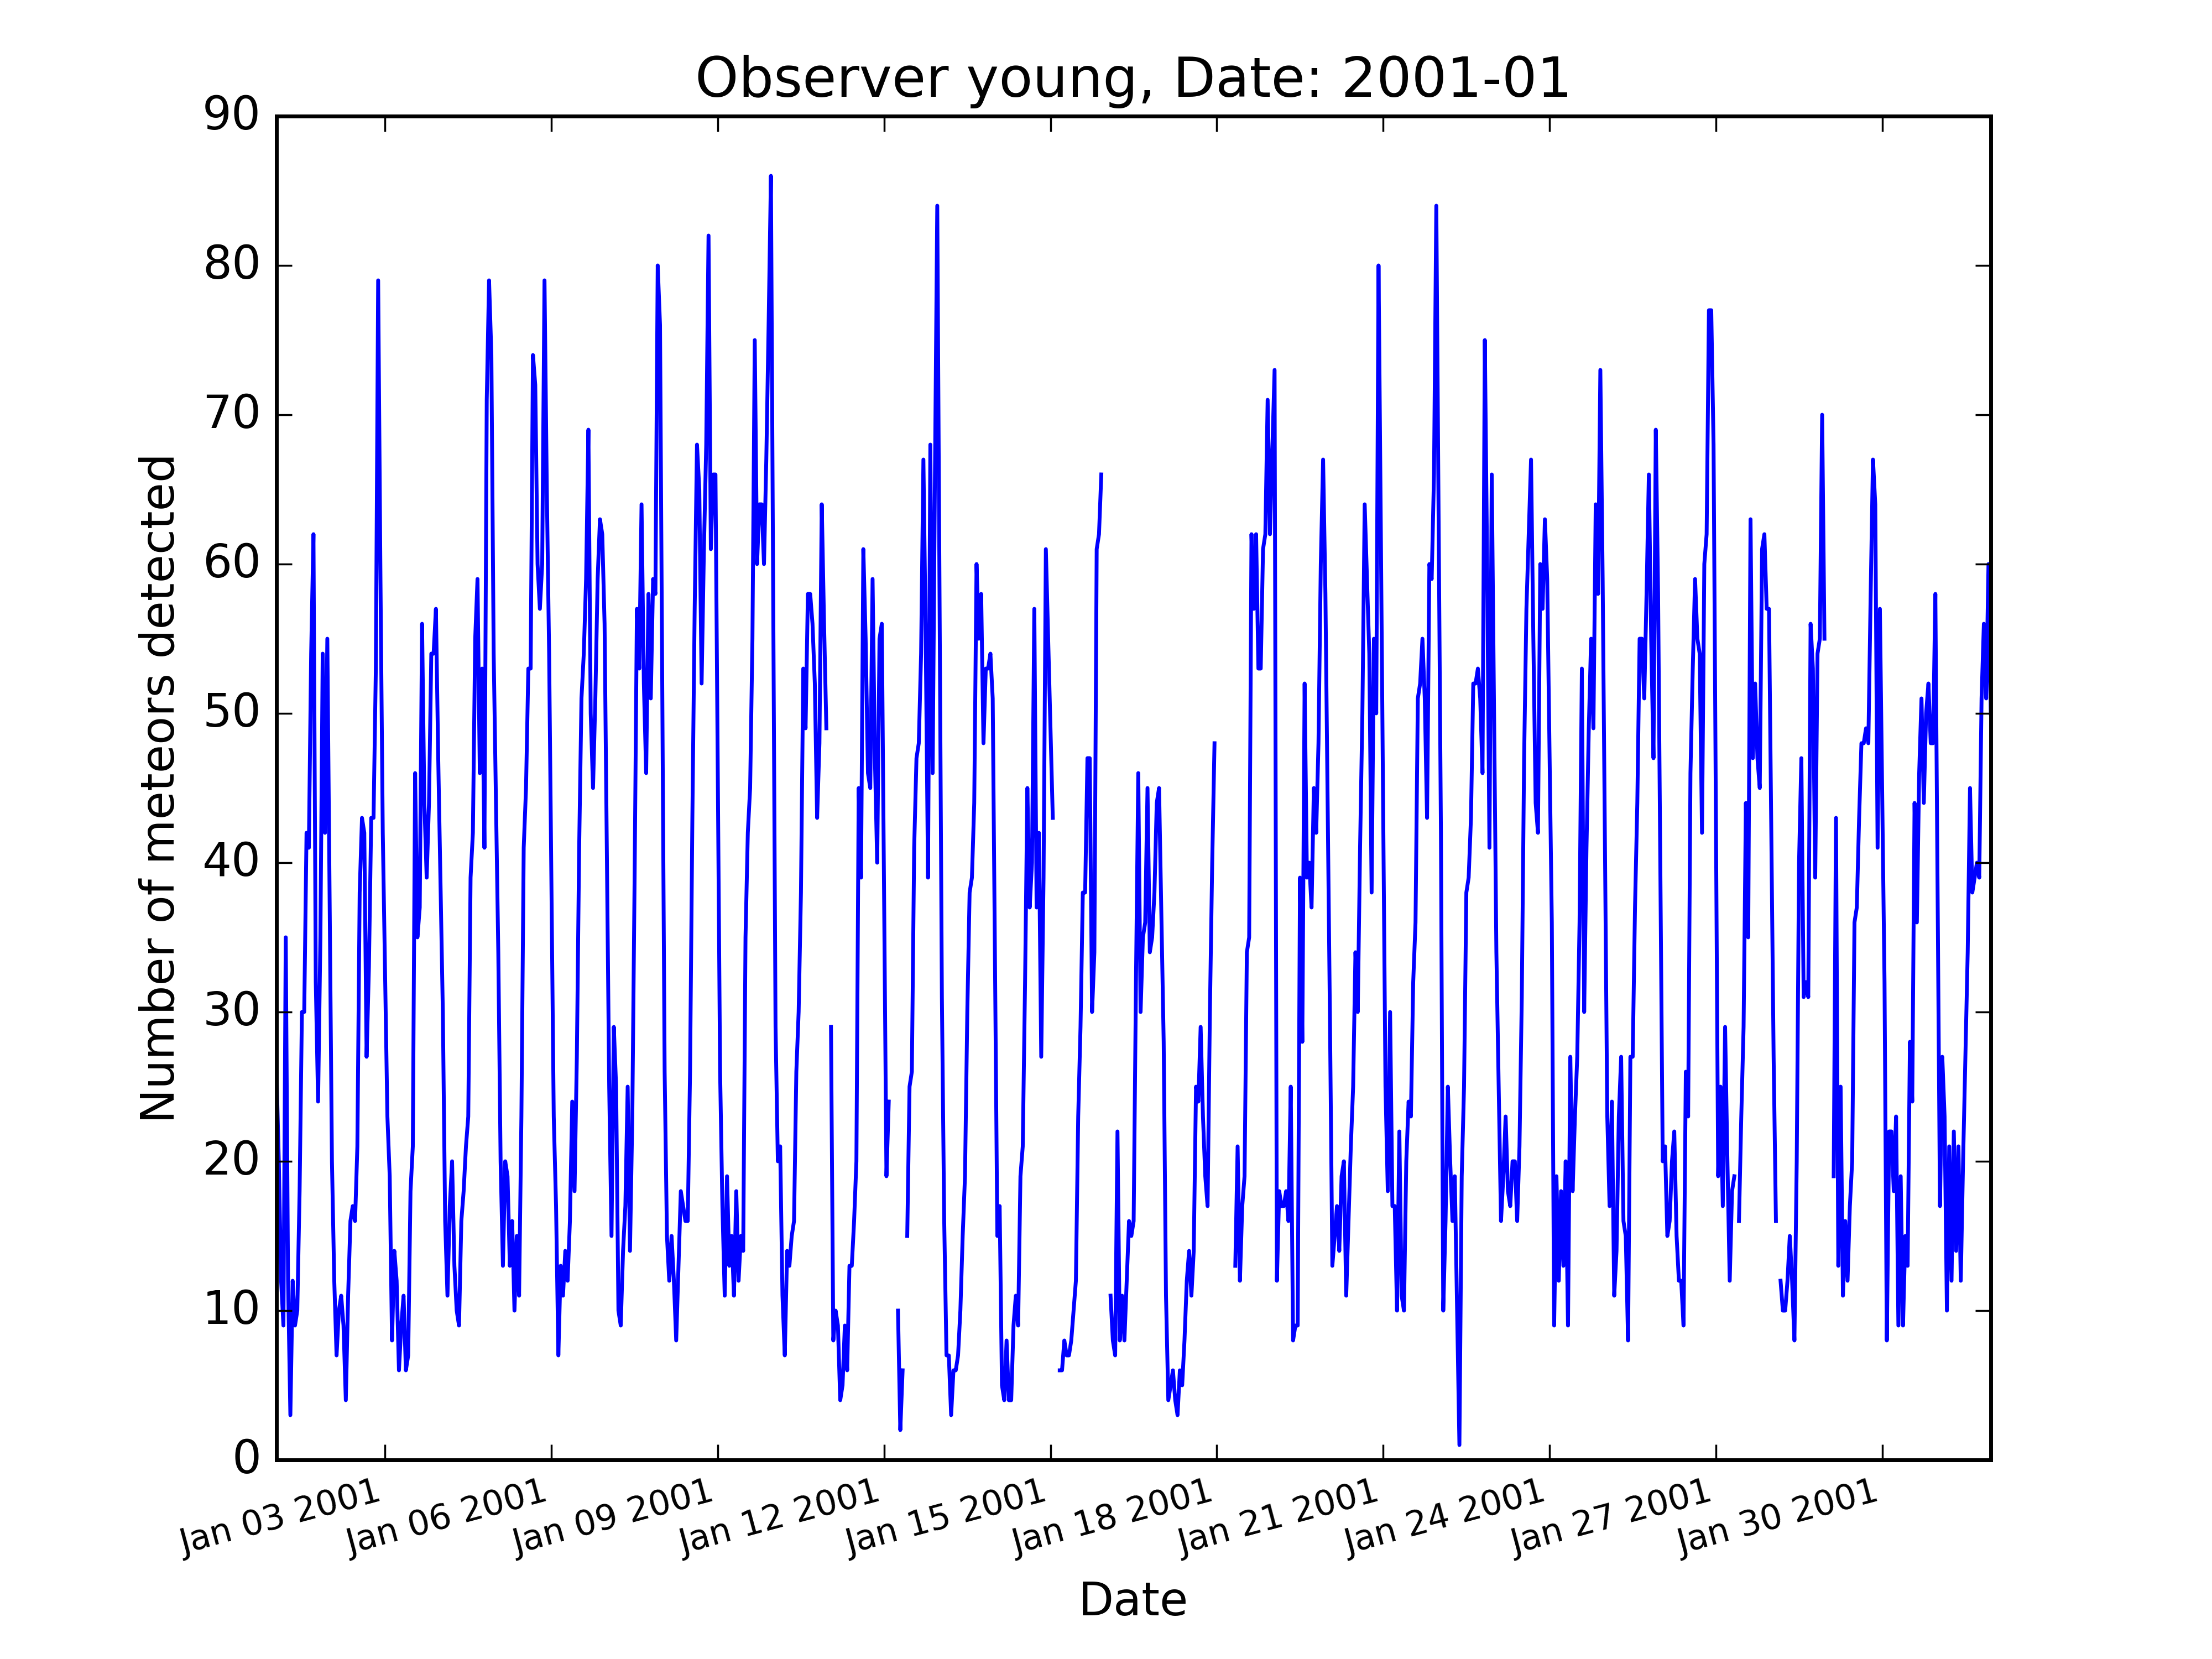 Observer young, Date: 2001-01
90
80
70
60
50
40
30
20
10
0
Number of meteors detected
Jan 03 2001
Jan 06 2001
Jan 09 2001
Jan 12 2001
Jan 15 2001
Jan 18 2001
Jan 21 2001
Jan 24 2001
Jan 27 2001
Jan 30 2001
Date